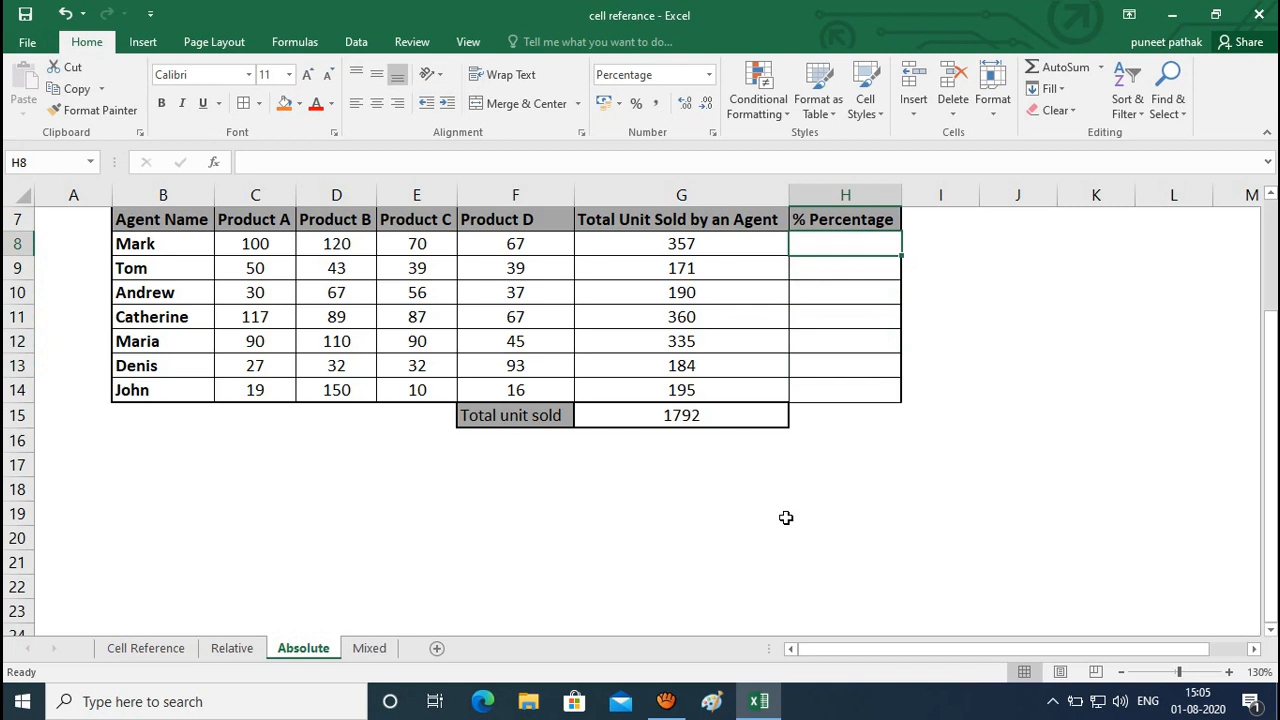 cell referance - Excel
File Home Insert Page Layout Formulas Data Review View Tell me what you want to do... puneet pathak Share
Paste Cut Copy Format Painter Clipboard
Calibri 11 B I U A Font
Wrap Text Merge & Center Alignment
Percentage % Number
Conditional Formatting Format as Table Cell Styles Styles
Insert Delete Format Cells
AutoSum Fill Clear Sort & Filter Find & Select Editing
H8 fx
A B C D E F G H I J K L M
7 Agent Name Product A Product B Product C Product D Total Unit Sold by an Agent % Percentage
8 Mark 100 120 70 67 357
9 Tom 50 43 39 39 171
10 Andrew 30 67 56 37 190
11 Catherine 117 89 87 67 360
12 Maria 90 110 90 45 335
13 Denis 27 32 32 93 184
14 John 19 150 10 16 195
15 Total unit sold 1792
16
17
18
19
20
21
22
23
24
Cell Reference Relative Absolute Mixed
Ready 130%
Type here to search ENG 15:05
01-08-2020 1